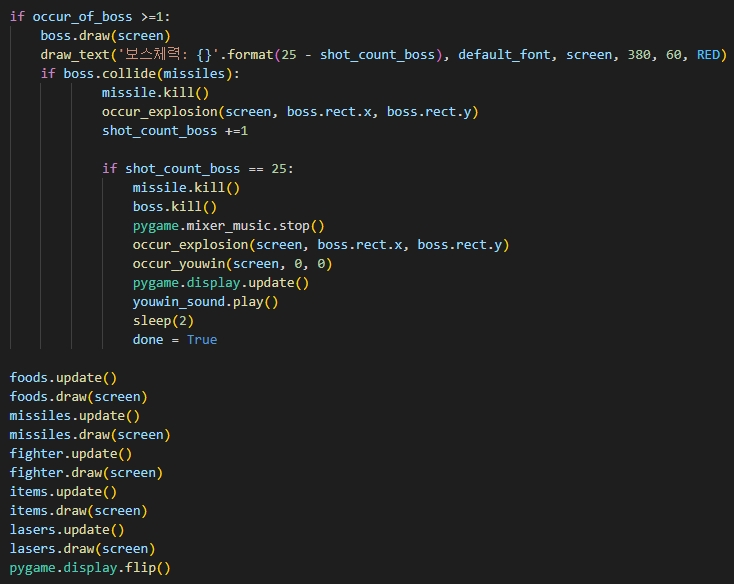 if occur_of_boss >=1:
    boss.draw(screen)
    draw_text('보스체력: {}'.format(25 - shot_count_boss), default_font, screen, 380, 60, RED)
    if boss.collide(missiles):
            missile.kill()
            occur_explosion(screen, boss.rect.x, boss.rect.y)
            shot_count_boss +=1

            if shot_count_boss == 25:
                missile.kill()
                boss.kill()
                pygame.mixer_music.stop()
                occur_explosion(screen, boss.rect.x, boss.rect.y)
                occur_youwin(screen, 0, 0)
                pygame.display.update()
                youwin_sound.play()
                sleep(2)
                done = True

foods.update()
foods.draw(screen)
missiles.update()
missiles.draw(screen)
fighter.update()
fighter.draw(screen)
items.update()
items.draw(screen)
lasers.update()
lasers.draw(screen)
pygame.display.flip()